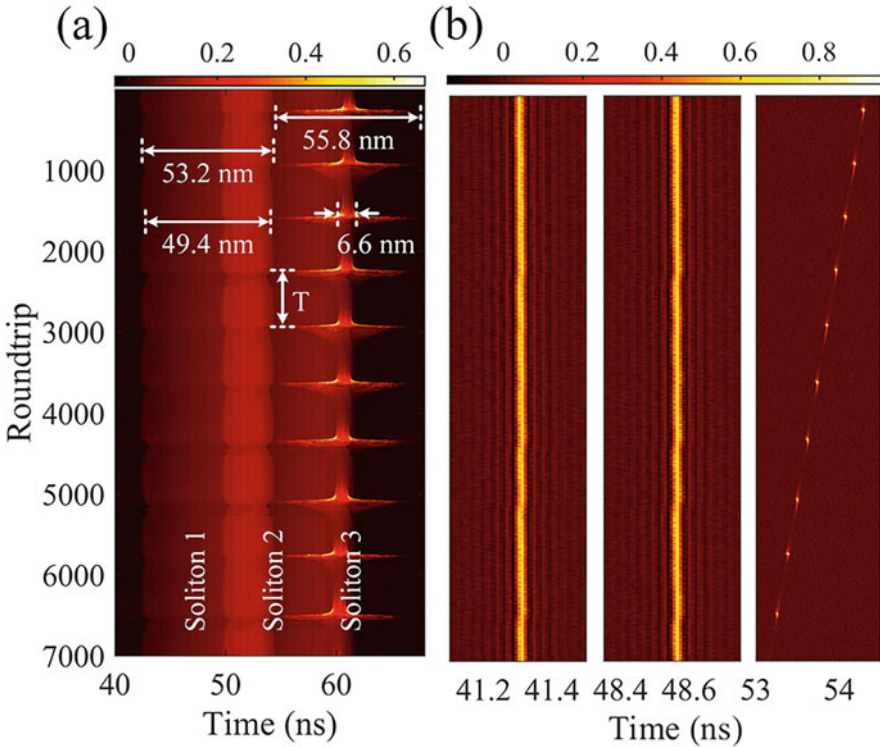 (a)
(b)
0 0.2 0.4 0.6
0 0.2 0.4 0.6 0.8
55.8 nm
53.2 nm
49.4 nm
6.6 nm
T
Roundtrip
1000
2000
3000
4000
5000
6000
7000
Soliton 1
Soliton 2
Soliton 3
40 50 60
Time (ns)
41.2 41.4 48.4 48.6 53 54
Time (ns)